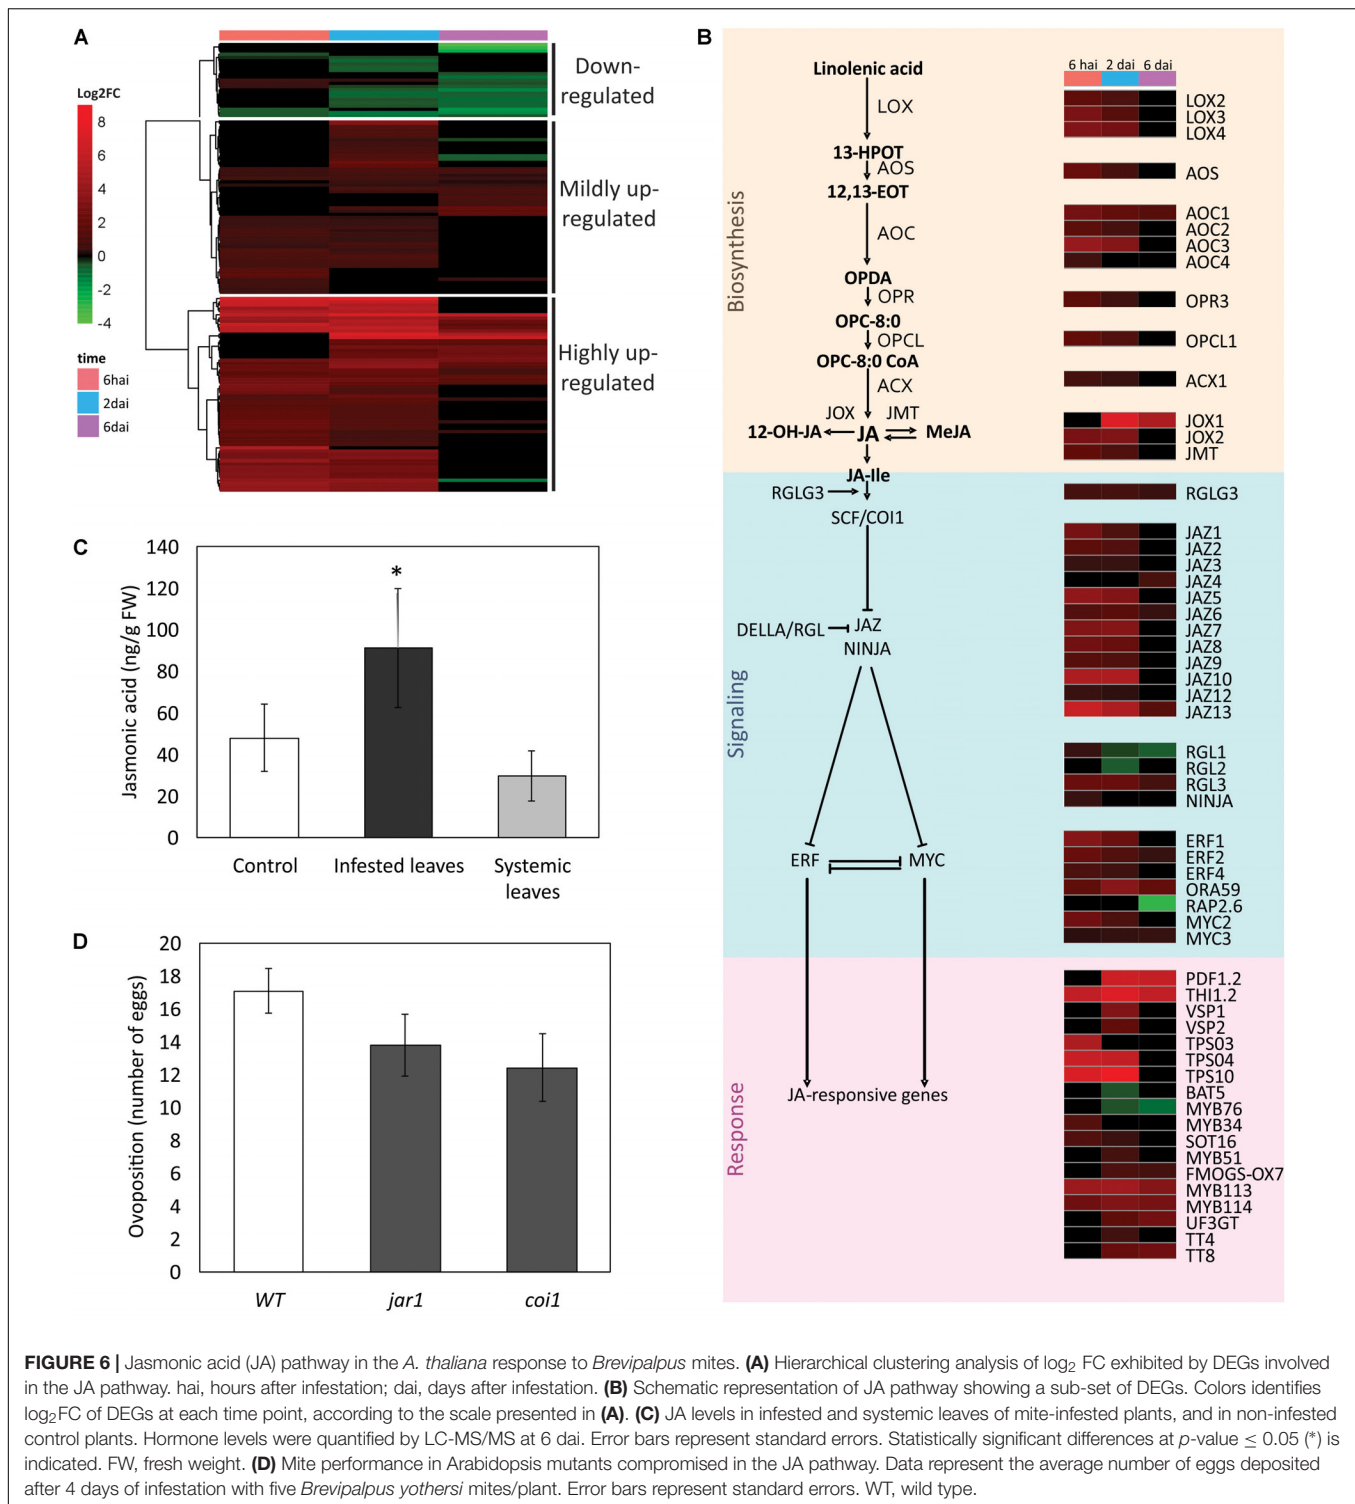 A
Log2FC
8
6
4
2
0
-2
-4
time
6hai
2dai
6dai
Down-
regulated
Mildly up-
regulated
Highly up-
regulated
B
Biosynthesis
Linolenic acid
LOX
13-HPOT
AOS
12,13-EOT
AOC
OPDA
OPR
OPC-8:0
OPCL
OPC-8:0 CoA
ACX
JOX JMT
12-OH-JA JA MeJA
JA-Ile
Signaling
RGLG3
SCF/COI1
DELLA/RGL JAZ
NINJA
ERF MYC
Response
JA-responsive genes
6 hai 2 dai 6 dai
LOX2
LOX3
LOX4
AOS
AOC1
AOC2
AOC3
AOC4
OPR3
OPCL1
ACX1
JOX1
JOX2
JMT
RGLG3
JAZ1
JAZ2
JAZ3
JAZ4
JAZ5
JAZ6
JAZ7
JAZ8
JAZ9
JAZ10
JAZ12
JAZ13
RGL1
RGL2
RGL3
NINJA
ERF1
ERF2
ERF4
ORA59
RAP2.6
MYC2
MYC3
PDF1.2
THI1.2
VSP1
VSP2
TPS03
TPS04
TPS10
BAT5
MYB76
MYB34
SOT16
MYB51
FMOGS-OX7
MYB113
MYB114
UF3GT
TT4
TT8
C
Jasmonic acid (ng/g FW)
140
120
100
80
60
40
20
0
*
Control
Infested leaves
Systemic
leaves
D
Ovoposition (number of eggs)
20
18
16
14
12
10
8
6
4
2
0
WT
jar1
coi1
FIGURE 6 | Jasmonic acid (JA) pathway in the A. thaliana response to Brevipalpus mites. (A) Hierarchical clustering analysis of log₂ FC exhibited by DEGs involved
in the JA pathway. hai, hours after infestation; dai, days after infestation. (B) Schematic representation of JA pathway showing a sub-set of DEGs. Colors identifies
log₂FC of DEGs at each time point, according to the scale presented in (A). (C) JA levels in infested and systemic leaves of mite-infested plants, and in non-infested
control plants. Hormone levels were quantified by LC-MS/MS at 6 dai. Error bars represent standard errors. Statistically significant differences at p-value ≤ 0.05 (*) is
indicated. FW, fresh weight. (D) Mite performance in Arabidopsis mutants compromised in the JA pathway. Data represent the average number of eggs deposited
after 4 days of infestation with five Brevipalpus yothersi mites/plant. Error bars represent standard errors. WT, wild type.